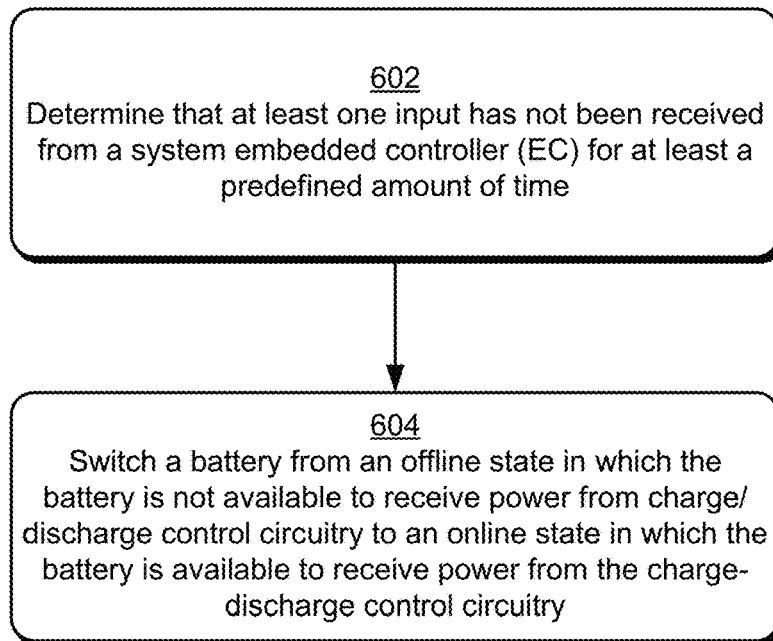 602
Determine that at least one input has not been received
from a system embedded controller (EC) for at least a
predefined amount of time
604
Switch a battery from an offline state in which the
battery is not available to receive power from charge/
discharge control circuitry to an online state in which the
battery is available to receive power from the charge-
discharge control circuitry